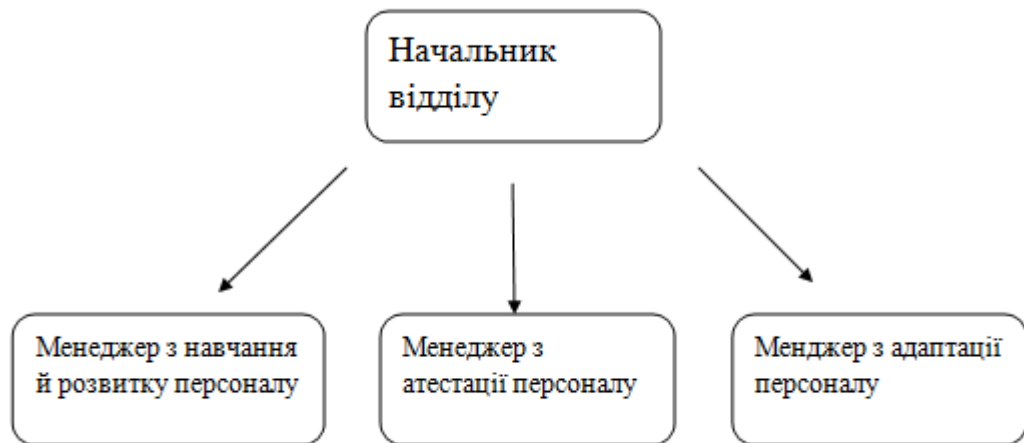 Начальник
відділу
Менеджер з навчання
й розвитку персоналу
Менеджер з
атестації персоналу
Менджер з адаптації
персоналу